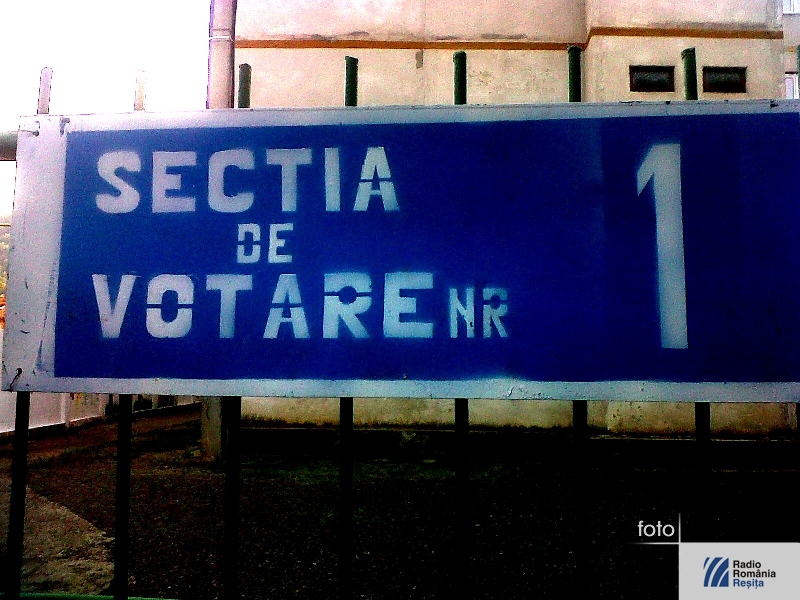 SECTIA
DE
VOTARE NR 1
foto
Radio
România
Reșița